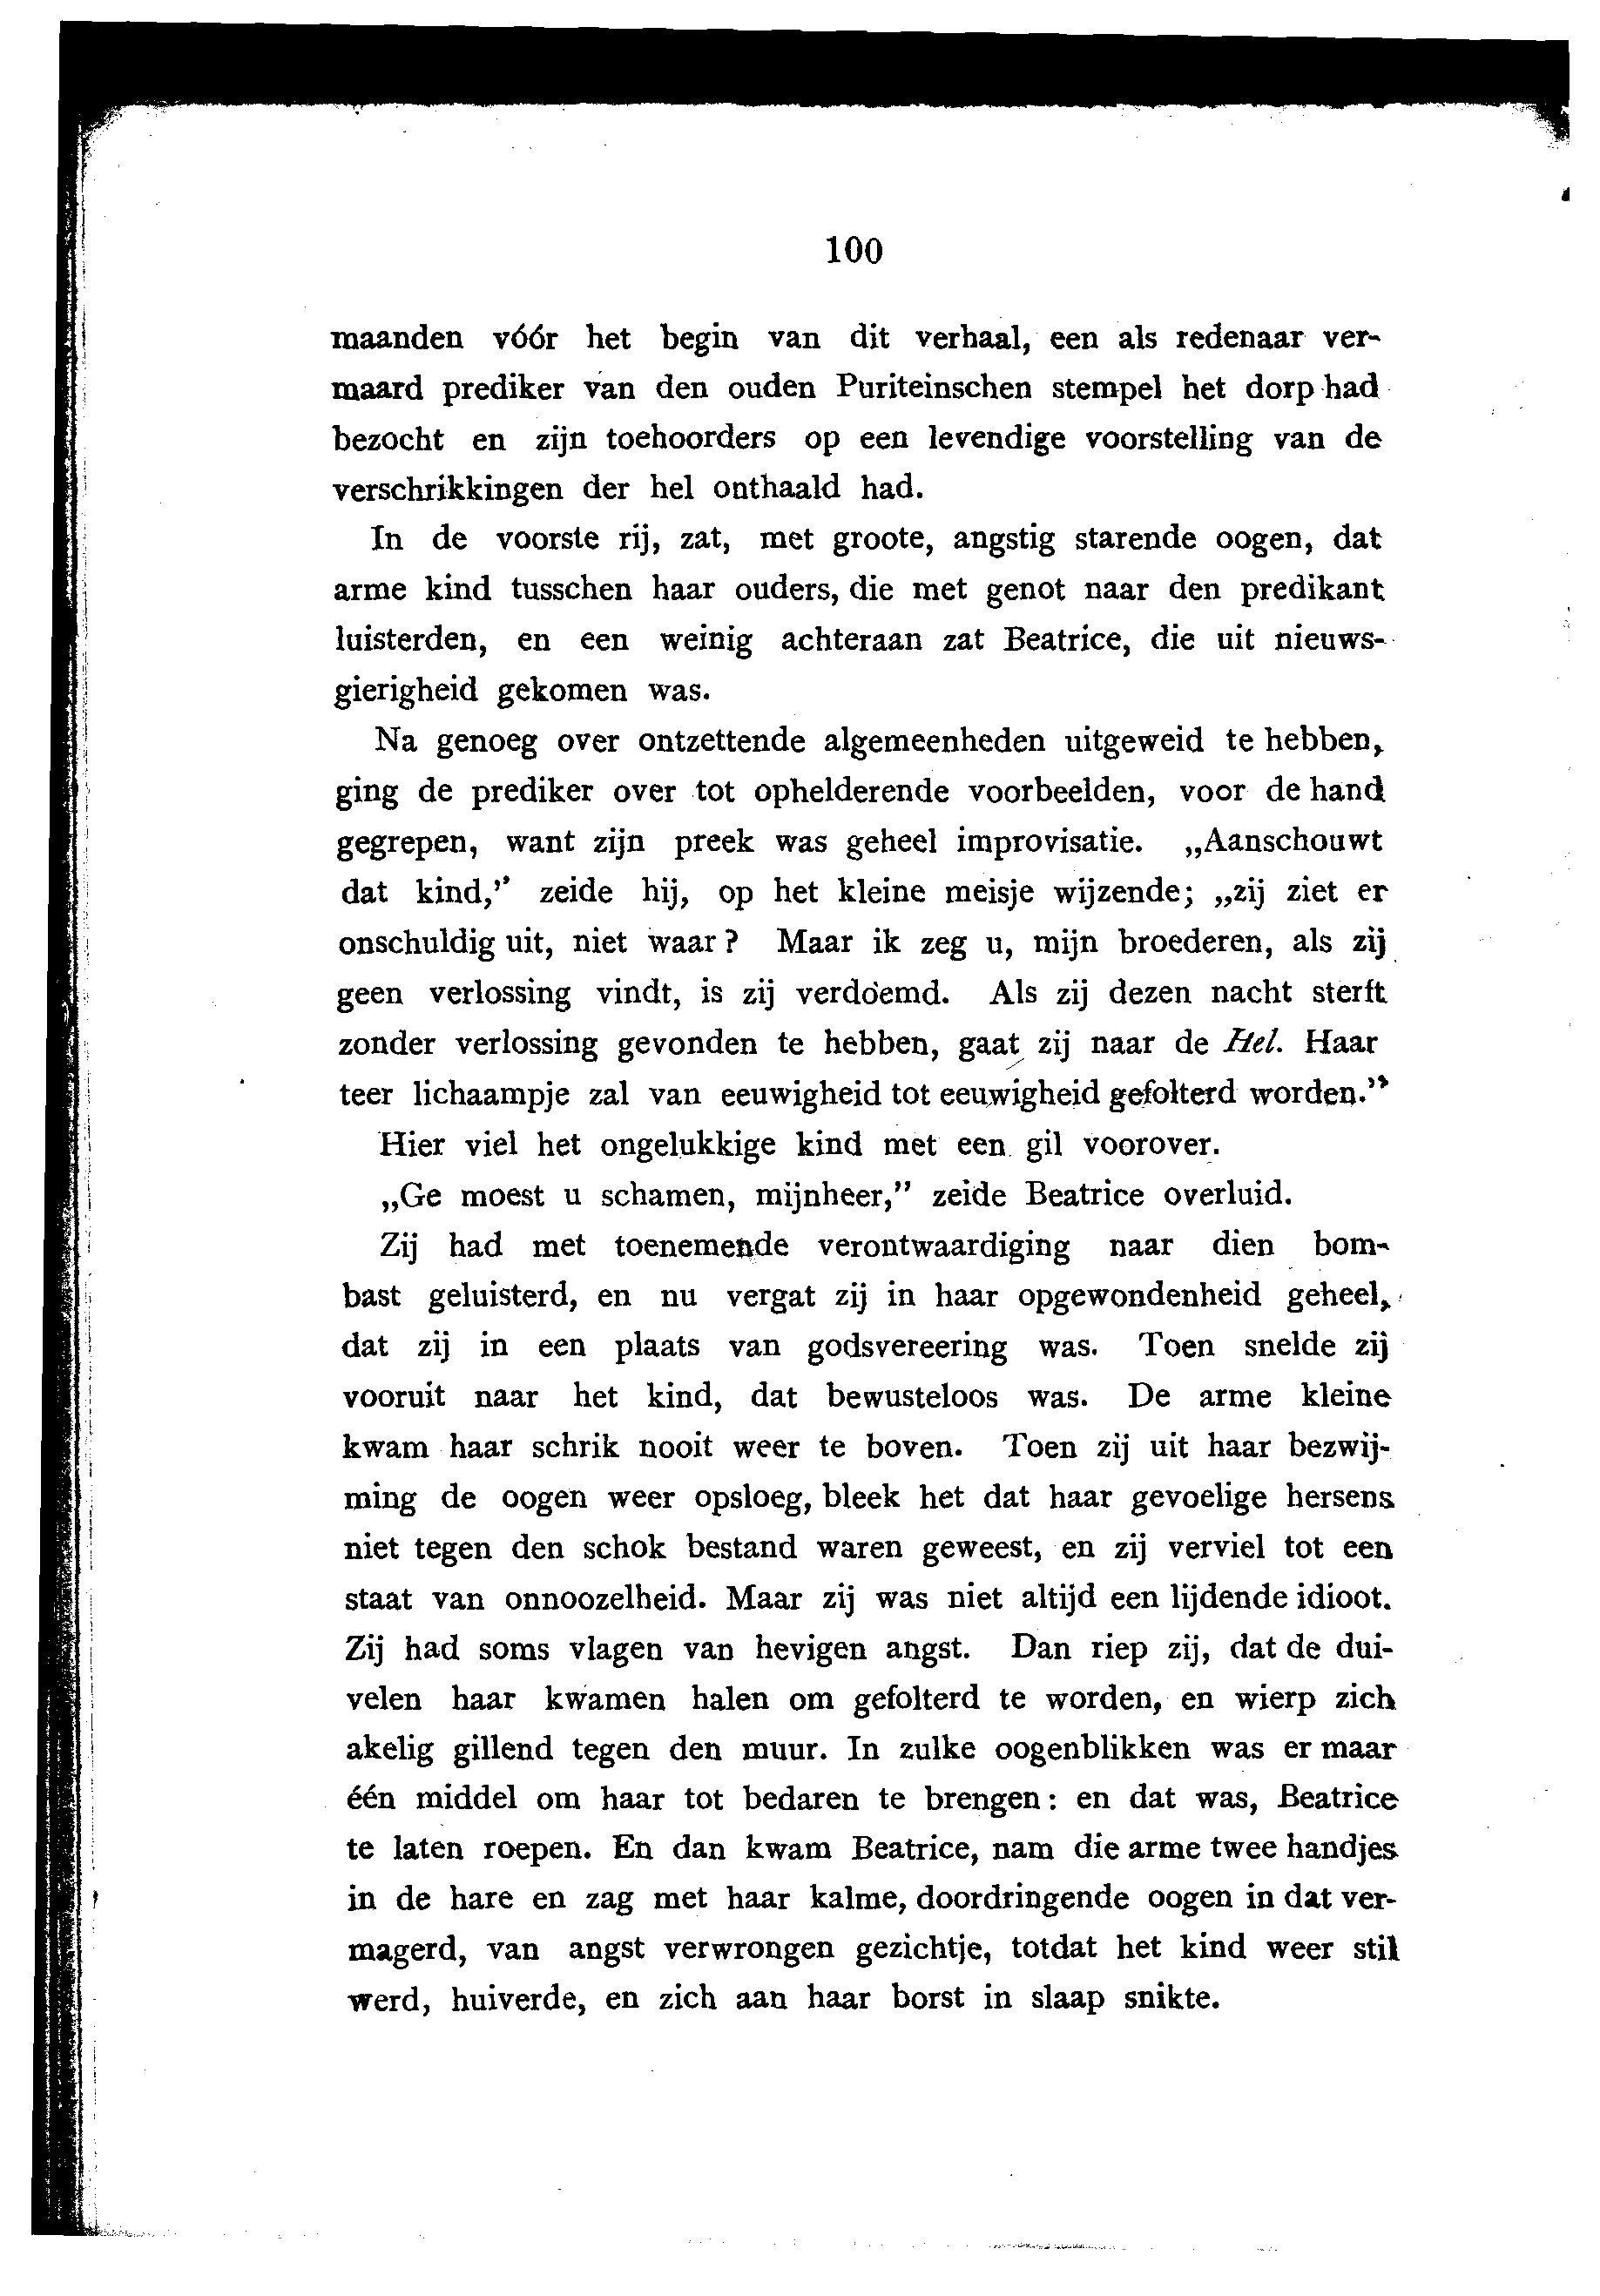 100
maanden vóór het begin van dit verhaal, een als redenaar ver-
maard prediker van den ouden Puriteinschen stempel het dorp had
bezocht en zijn toehoorders op een levendige voorstelling van de
verschrikkingen der hel onthaald had.
In de voorste rij, zat, met groote, angstig starende oogen, dat
arme kind tusschen haar ouders, die met genot naar den predikant
luisterden, en een weinig achteraan zat Beatrice, die uit nieuws-
gierigheid gekomen was.
Na genoeg over ontzettende algemeenheden uitgeweid te hebben,
ging de prediker over tot ophelderende voorbeelden, voor de hand
gegrepen, want zijn preek was geheel improvisatie. „Aanschouwt
dat kind,” zeide hij, op het kleine meisje wijzende; „zij ziet er
onschuldig uit, niet waar? Maar ik zeg u, mijn broederen, als zij
geen verlossing vindt, is zij verdoemd. Als zij dezen nacht sterft
zonder verlossing gevonden te hebben, gaat zij naar de Hel. Haar
teer lichaampje zal van eeuwigheid tot eeuwigheid gefolterd worden.”
Hier viel het ongelukkige kind met een gil voorover.
„Ge moest u schamen, mijnheer,” zeide Beatrice overluid.
Zij had met toenemende verontwaardiging naar dien bom-
bast geluisterd, en nu vergat zij in haar opgewondenheid geheel,
dat zij in een plaats van godsvereering was. Toen snelde zij
vooruit naar het kind, dat bewusteloos was. De arme kleine
kwam haar schrik nooit weer te boven. Toen zij uit haar bezwij-
ming de oogen weer opsloeg, bleek het dat haar gevoelige hersens
niet tegen den schok bestand waren geweest, en zij verviel tot een
staat van onnoozelheid. Maar zij was niet altijd een lijdende idioot.
Zij had soms vlagen van hevigen angst. Dan riep zij, dat de dui-
velen haar kwamen halen om gefolterd te worden, en wierp zich
akelig gillend tegen den muur. In zulke oogenblikken was er maar
één middel om haar tot bedaren te brengen: en dat was, Beatrice
te laten roepen. En dan kwam Beatrice, nam die arme twee handjes
in de hare en zag met haar kalme, doordringende oogen in dat ver-
magerd, van angst verwrongen gezichtje, totdat het kind weer stil
werd, huiverde, en zich aan haar borst in slaap snikte.